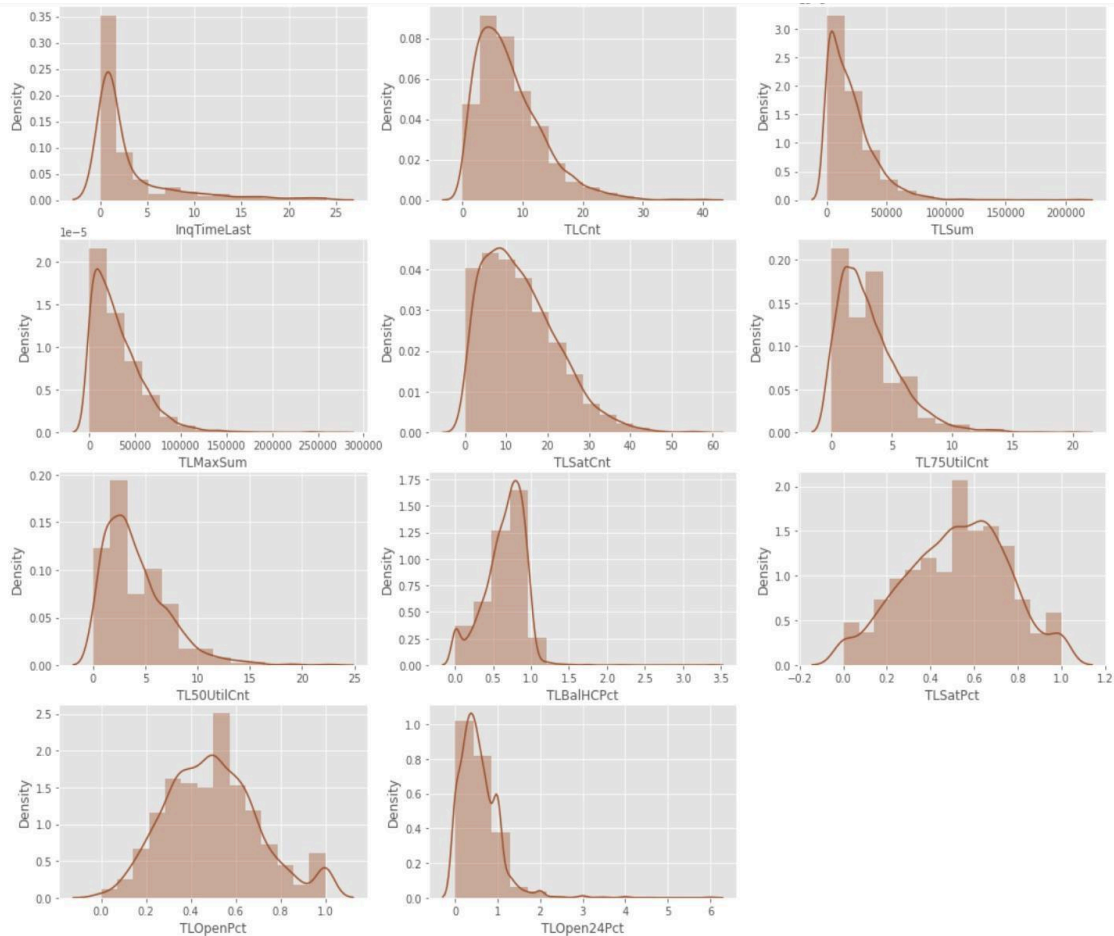 0.35
0.30
0.25
0.20
0.15
0.10
0.05
0.00
Density
0 5 10 15 20 25
InqTimeLast
0.08
0.06
0.04
0.02
0.00
Density
0 10 20 30 40
TLCnt
3.0
2.5
2.0
1.5
1.0
0.5
0.0
Density
0 50000 100000 150000 200000
TLSum
1e−5
2.0
1.5
1.0
0.5
0.0
Density
0 50000 100000 150000 200000 250000 300000
TLMaxSum
0.04
0.03
0.02
0.01
0.00
Density
0 10 20 30 40 50 60
TLSatCnt
0.20
0.15
0.10
0.05
0.00
Density
0 5 10 15 20
TL75UtilCnt
0.20
0.15
0.10
0.05
0.00
Density
0 5 10 15 20 25
TL50UtilCnt
1.75
1.50
1.25
1.00
0.75
0.50
0.25
0.00
Density
0.0 0.5 1.0 1.5 2.0 2.5 3.0 3.5
TLBalHCPct
2.0
1.5
1.0
0.5
0.0
Density
−0.2 0.0 0.2 0.4 0.6 0.8 1.0 1.2
TLSatPct
2.5
2.0
1.5
1.0
0.5
0.0
Density
0.0 0.2 0.4 0.6 0.8 1.0
TLOpenPct
1.0
0.8
0.6
0.4
0.2
0.0
Density
0 1 2 3 4 5 6
TLOpen24Pct